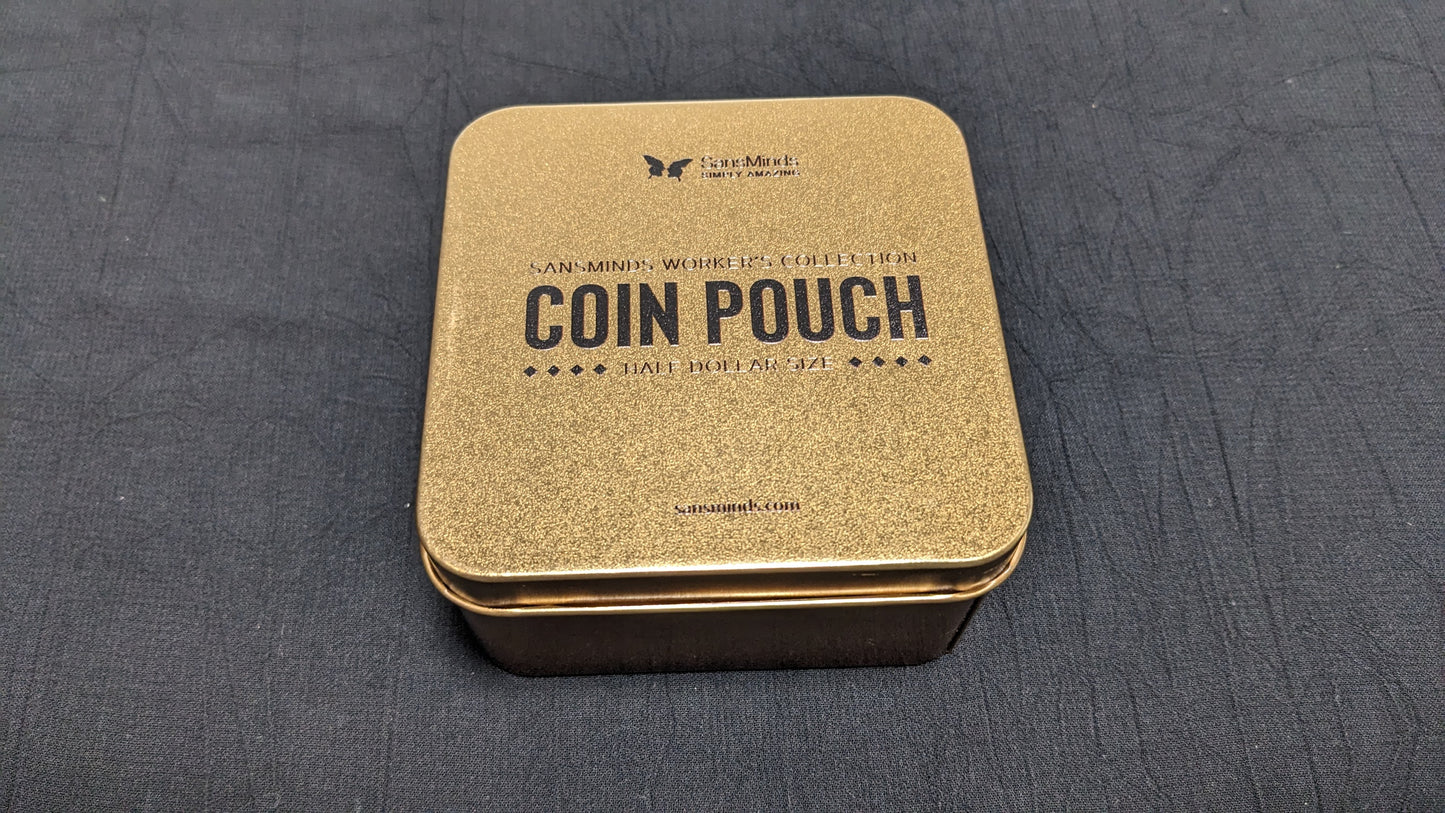 SansMinds
SIMPLY AMAZING
SANSMINDS WORKER'S COLLECTION
COIN POUCH
HALF DOLLAR SIZE
sansminds.com